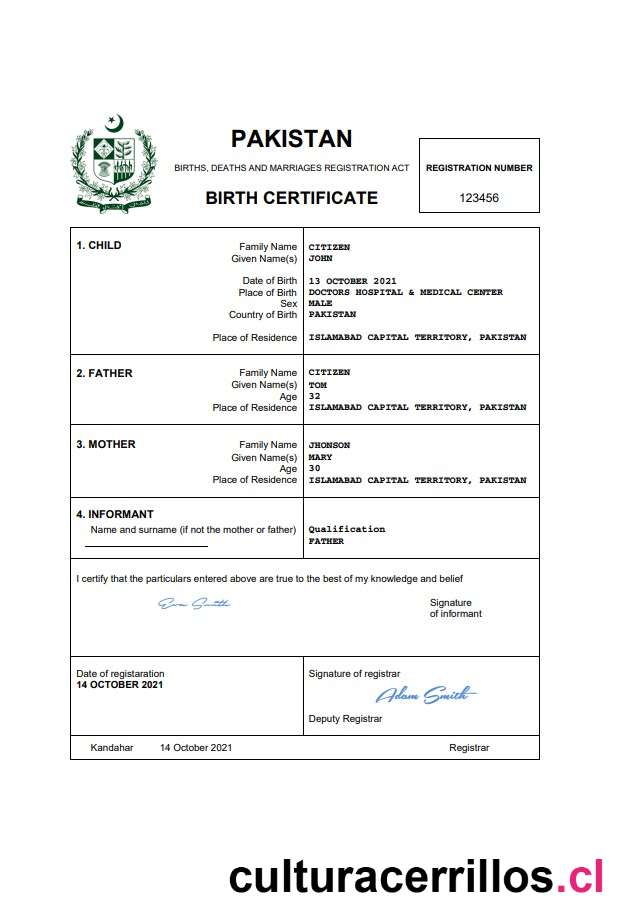 PAKISTAN
BIRTHS, DEATHS AND MARRIAGES REGISTRATION ACT
BIRTH CERTIFICATE
REGISTRATION NUMBER
123456
1. CHILD
Family Name CITIZEN
Given Name(s) JOHN
Date of Birth 13 OCTOBER 2021
Place of Birth DOCTORS HOSPITAL & MEDICAL CENTER
Sex MALE
Country of Birth PAKISTAN
Place of Residence ISLAMABAD CAPITAL TERRITORY, PAKISTAN
2. FATHER
Family Name CITIZEN
Given Name(s) TOM
Age 32
Place of Residence ISLAMABAD CAPITAL TERRITORY, PAKISTAN
3. MOTHER
Family Name JHONSON
Given Name(s) MARY
Age 30
Place of Residence ISLAMABAD CAPITAL TERRITORY, PAKISTAN
4. INFORMANT
Name and surname (if not the mother or father) Qualification
FATHER
I certify that the particulars entered above are true to the best of my knowledge and belief
Eva Smith
Signature
of informant
Date of registaration
14 OCTOBER 2021
Signature of registrar
Adam Smith
Deputy Registrar
Kandahar 14 October 2021 Registrar
culturacerrillos.cl